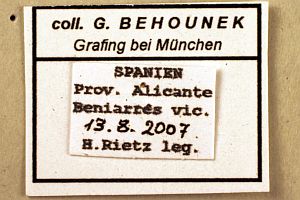 coll. G. BEHOUNEK
Grafing bei München
SPANIEN
Prov. Alicante
Beniarrés vic.
13.8.2007
H.Rietz leg.